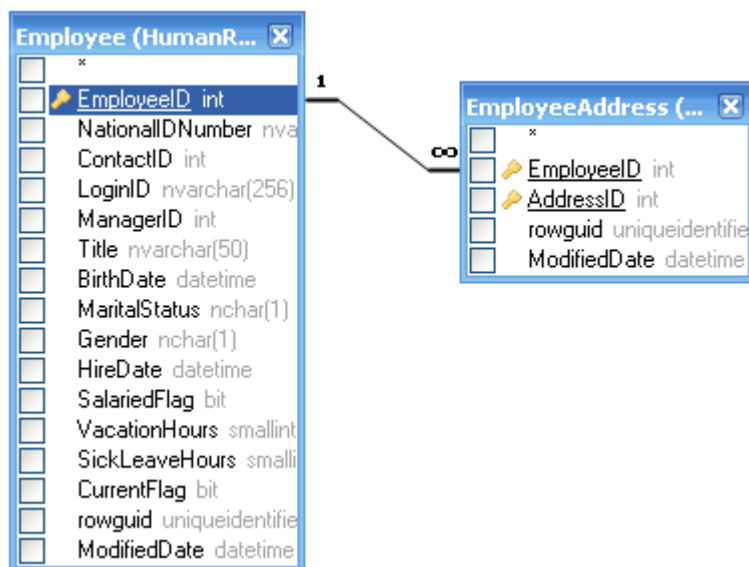 Employee (HumanR...
*
EmployeeID int
NationalIDNumber nva
ContactID int
LoginID nvarchar(256)
ManagerID int
Title nvarchar(50)
BirthDate datetime
MaritalStatus nchar(1)
Gender nchar(1)
HireDate datetime
SalariedFlag bit
VacationHours smallint
SickLeaveHours smalli
CurrentFlag bit
rowguid uniqueidentifie
ModifiedDate datetime
1
∞
EmployeeAddress (...
*
EmployeeID int
AddressID int
rowguid uniqueidentifie
ModifiedDate datetime